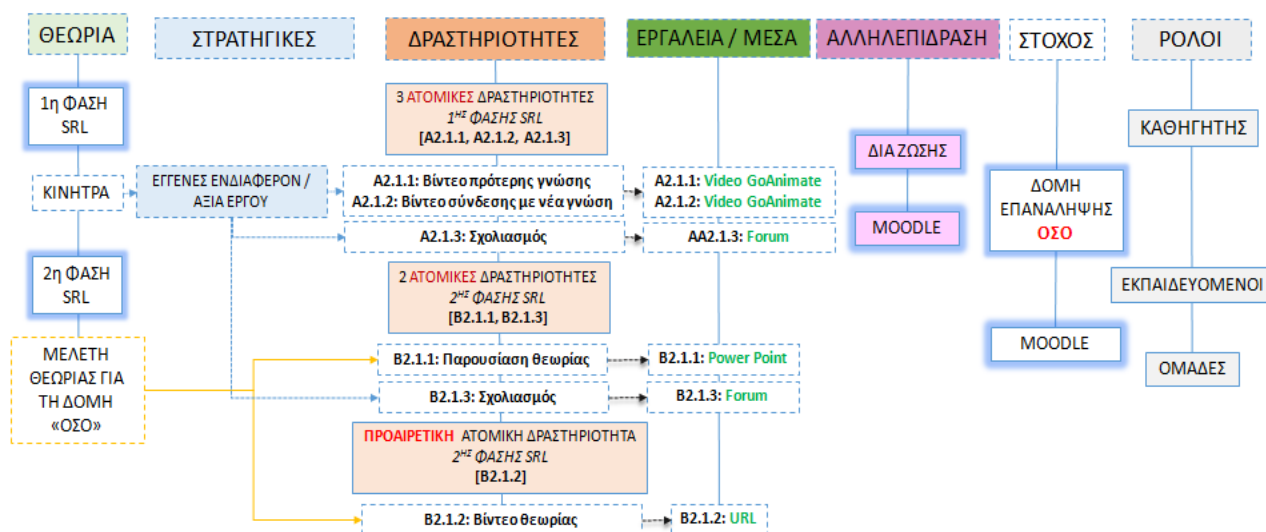 ΘΕΩΡΙΑ
ΣΤΡΑΤΗΓΙΚΕΣ
ΔΡΑΣΤΗΡΙΟΤΗΤΕΣ
ΕΡΓΑΛΕΙΑ / ΜΕΣΑ
ΑΛΛΗΛΕΠΙΔΡΑΣΗ
ΣΤΟΧΟΣ
ΡΟΛΟΙ
1η ΦΑΣΗ
SRL
ΚΙΝΗΤΡΑ
2η ΦΑΣΗ
SRL
ΜΕΛΕΤΗ
ΘΕΩΡΙΑΣ ΓΙΑ
ΤΗ ΔΟΜΗ
«ΟΣΟ»
ΕΓΓΕΝΕΣ ΕΝΔΙΑΦΕΡΟΝ /
ΑΞΙΑ ΕΡΓΟΥ
3 ΑΤΟΜΙΚΕΣ ΔΡΑΣΤΗΡΙΟΤΗΤΕΣ
1ΗΣ ΦΑΣΗΣ SRL
[Α2.1.1, Α2.1.2, Α2.1.3]
Α2.1.1: Βίντεο πρότερης γνώσης
Α2.1.2: Βίντεο σύνδεσης με νέα γνώση
Α2.1.3: Σχολιασμός
2 ΑΤΟΜΙΚΕΣ ΔΡΑΣΤΗΡΙΟΤΗΤΕΣ
2ΗΣ ΦΑΣΗΣ SRL
[Β2.1.1, Β2.1.3]
Β2.1.1: Παρουσίαση θεωρίας
Β2.1.3: Σχολιασμός
ΠΡΟΑΙΡΕΤΙΚΗ ΑΤΟΜΙΚΗ ΔΡΑΣΤΗΡΙΟΤΗΤΑ
2ΗΣ ΦΑΣΗΣ SRL
[Β2.1.2]
Β2.1.2: Βίντεο θεωρίας
Α2.1.1: Video GoAnimate
Α2.1.2: Video GoAnimate
ΑΑ2.1.3: Forum
Β2.1.1: Power Point
Β2.1.3: Forum
Β2.1.2: URL
ΔΙΑ ΖΩΣΗΣ
MOODLE
ΔΟΜΗ
ΕΠΑΝΑΛΗΨΗΣ
ΟΣΟ
MOODLE
ΚΑΘΗΓΗΤΗΣ
ΕΚΠΑΙΔΕΥΟΜΕΝΟΙ
ΟΜΑΔΕΣ